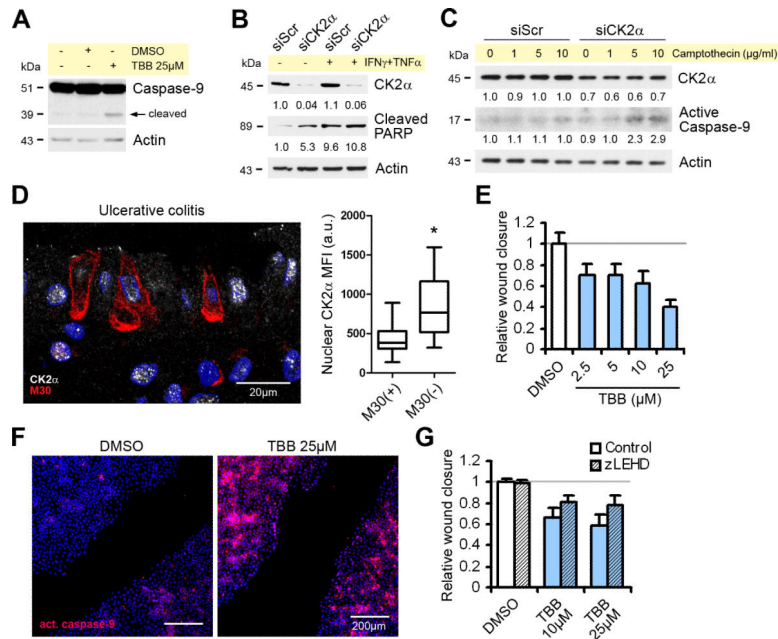 A
- + - DMSO
- - + TBB 25μM
kDa
51 Caspase-9
39 cleaved
43 Actin
B
siScr siCK2α siScr siCK2α
kDa - - + + IFNγ+TNFα
45 CK2α
1.0 0.04 1.1 0.06
89 Cleaved PARP
1.0 5.3 9.6 10.8
43 Actin
C
siScr siCK2α
kDa 0 1 5 10 0 1 5 10 Camptothecin (μg/ml)
45 CK2α
1.0 0.9 1.0 1.0 0.7 0.6 0.6 0.7
17 Active Caspase-9
1.0 1.1 1.1 1.0 0.9 1.0 2.3 2.9
43 Actin
D
Ulcerative colitis
CK2α
M30
20μm
Nuclear CK2α MFI (a.u.)
2000
1500
1000
500
0
*
M30(+) M30(-)
E
Relative wound closure
1.2
1
0.8
0.6
0.4
0.2
0
DMSO 2.5 5 10 25
TBB (μM)
F
DMSO TBB 25μM
act. caspase-9
200μm
G
Control
zLEHD
Relative wound closure
1.2
1.0
0.8
0.6
0.4
0.2
0
DMSO TBB 10μM TBB 25μM